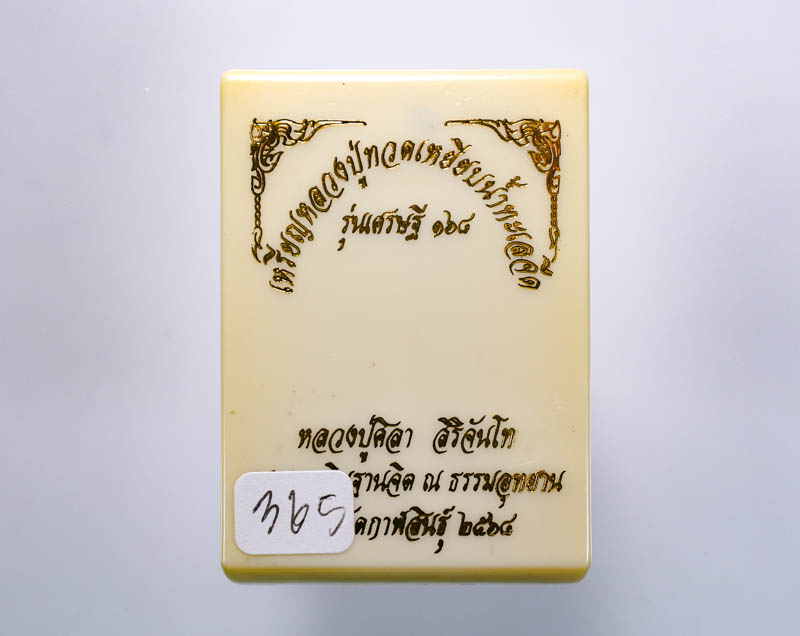 เหรียญหลวงปู่ทวดเหยียบน้ำทะเลจืด
รุ่นเศรษฐี ๑๖๘
หลวงปู่ศิลา สิริจันโท
ณ ธรรมอุทยาน
กาฬสินธุ์ ๒๕๖๔
365